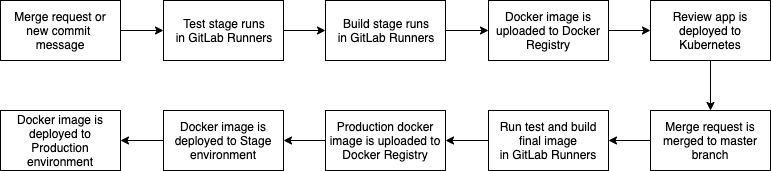 Merge request or
new commit
message
Test stage runs
in GitLab Runners
Build stage runs
in GitLab Runners
Docker image is
uploaded to Docker
Registry
Review app is
deployed to
Kubernetes
Merge request is
merged to master
branch
Run test and build
final image
in GitLab Runners
Production docker
image is uploaded to
Docker Registry
Docker image is
deployed to Stage
environment
Docker image is
deployed to
Production
environment